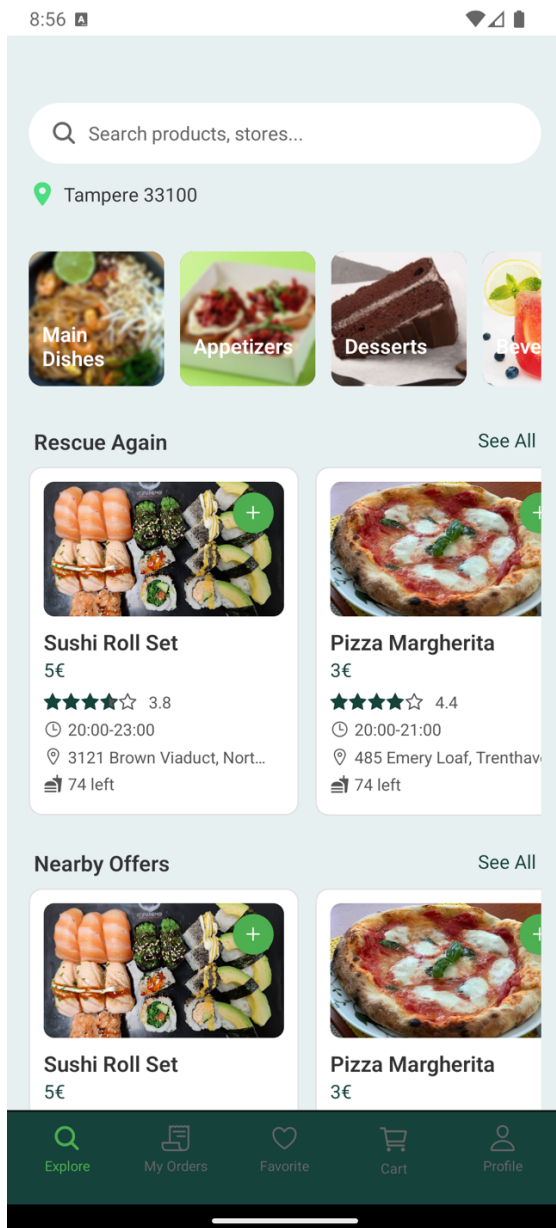 8:56
Search products, stores...
Tampere 33100
Main
Dishes
Appetizers
Desserts
Beve
Rescue Again
See All
Sushi Roll Set
5€
3.8
20:00-23:00
3121 Brown Viaduct, Nort...
74 left
Pizza Margherita
3€
4.4
20:00-21:00
485 Emery Loaf, Trenthav
74 left
Nearby Offers
See All
Sushi Roll Set
5€
Pizza Margherita
3€
Explore
My Orders
Favorite
Cart
Profile